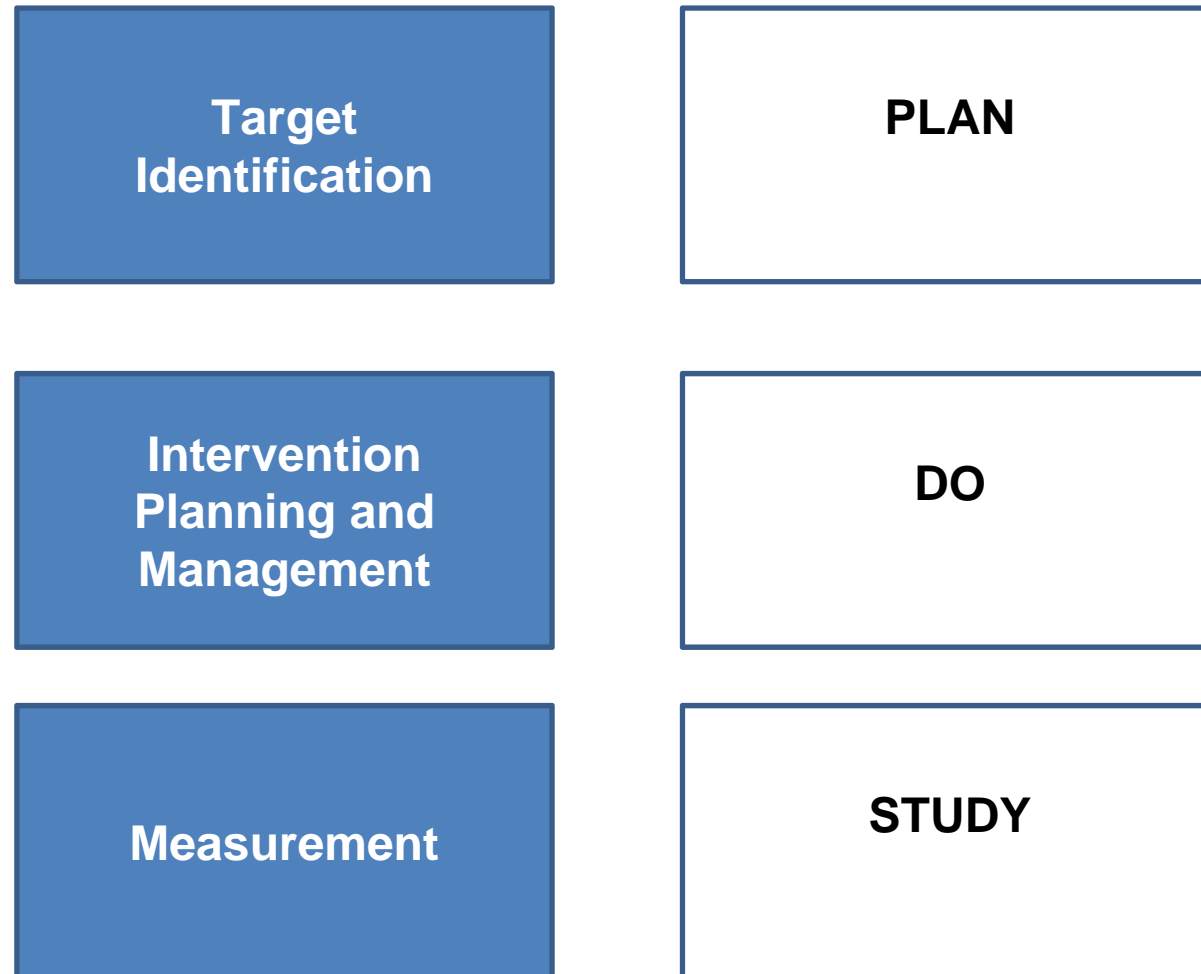 Target
Identification
PLAN
Intervention
Planning and
Management
DO
Measurement
STUDY